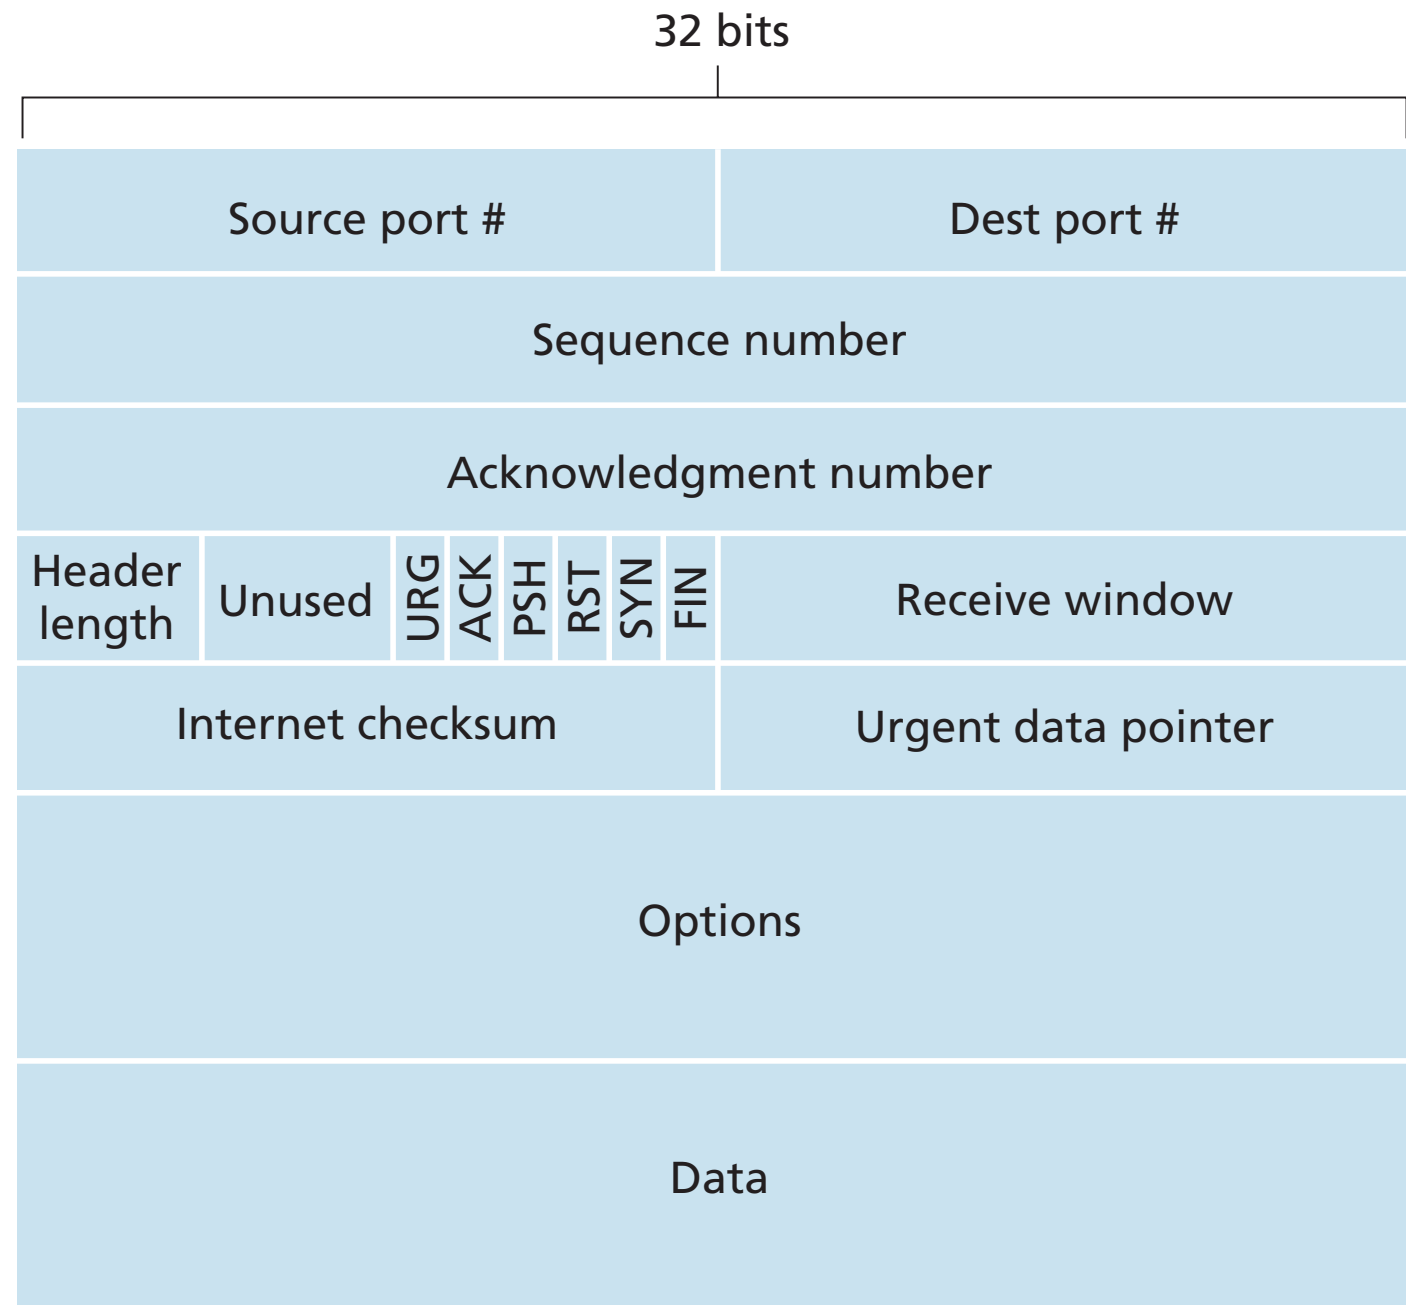 32 bits
Source port #
Dest port #
Sequence number
Acknowledgment number
Header
length
Unused
URG
ACK
PSH
RST
SYN
FIN
Receive window
Internet checksum
Urgent data pointer
Options
Data